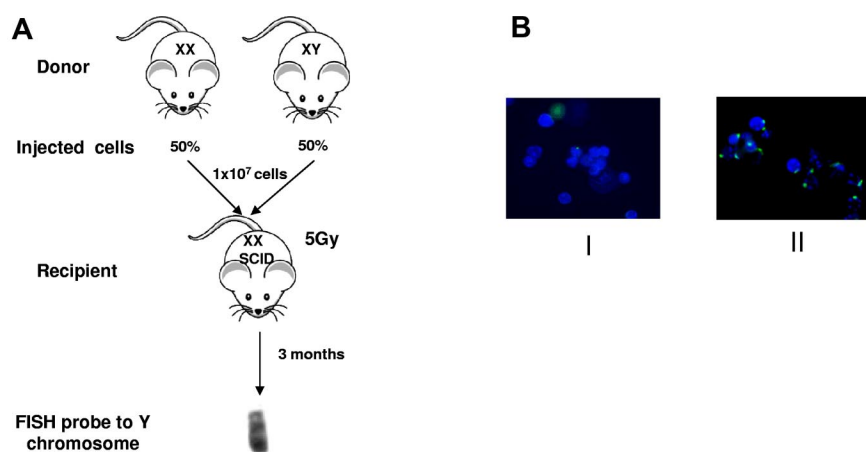 A
XX
XY
Donor
Injected cells
50%
50%
1x10⁷ cells
XX
SCID
5Gy
Recipient
3 months
FISH probe to Y
chromosome
B
I
II